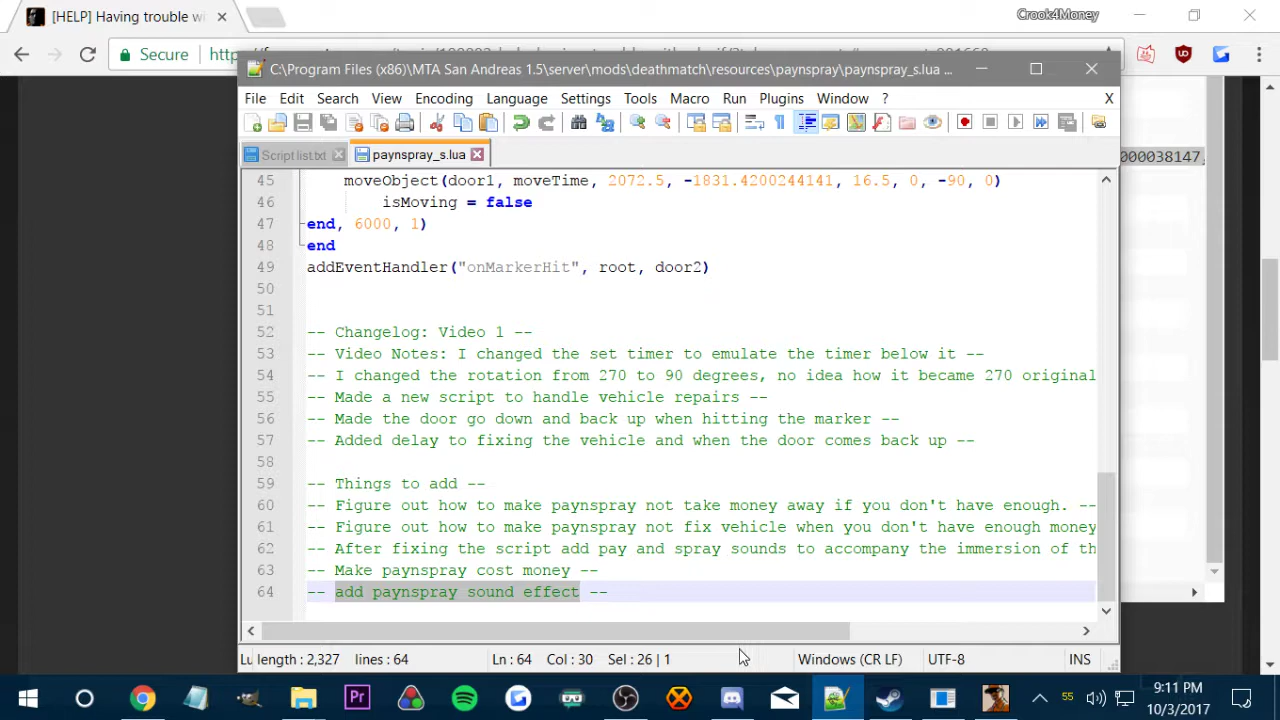 [HELP] Having trouble wi
Crook4Money
Secure
http
C:\Program Files (x86)\MTA San Andreas 1.5\server\mods\deathmatch\resources\paynspray\paynspray_s.lua ...
File Edit Search View Encoding Language Settings Tools Macro Run Plugins Window ? X
Script list.txt
paynspray_s.lua
000038147,
45 moveObject(door1, moveTime, 2072.5, -1831.4200244141, 16.5, 0, -90, 0)
46 isMoving = false
47 end, 6000, 1)
48 end
49 addEventHandler("onMarkerHit", root, door2)
50
51
52 -- Changelog: Video 1 --
53 -- Video Notes: I changed the set timer to emulate the timer below it --
54 -- I changed the rotation from 270 to 90 degrees, no idea how it became 270 original
55 -- Made a new script to handle vehicle repairs --
56 -- Made the door go down and back up when hitting the marker --
57 -- Added delay to fixing the vehicle and when the door comes back up --
58
59 -- Things to add --
60 -- Figure out how to make paynspray not take money away if you don't have enough. --
61 -- Figure out how to make paynspray not fix vehicle when you don't have enough money
62 -- After fixing the script add pay and spray sounds to accompany the immersion of th
63 -- Make paynspray cost money --
64 -- add paynspray sound effect --
Lu length : 2,327 lines : 64 Ln : 64 Col : 30 Sel : 26 | 1 Windows (CR LF) UTF-8 INS
Pr
55
9:11 PM
10/3/2017